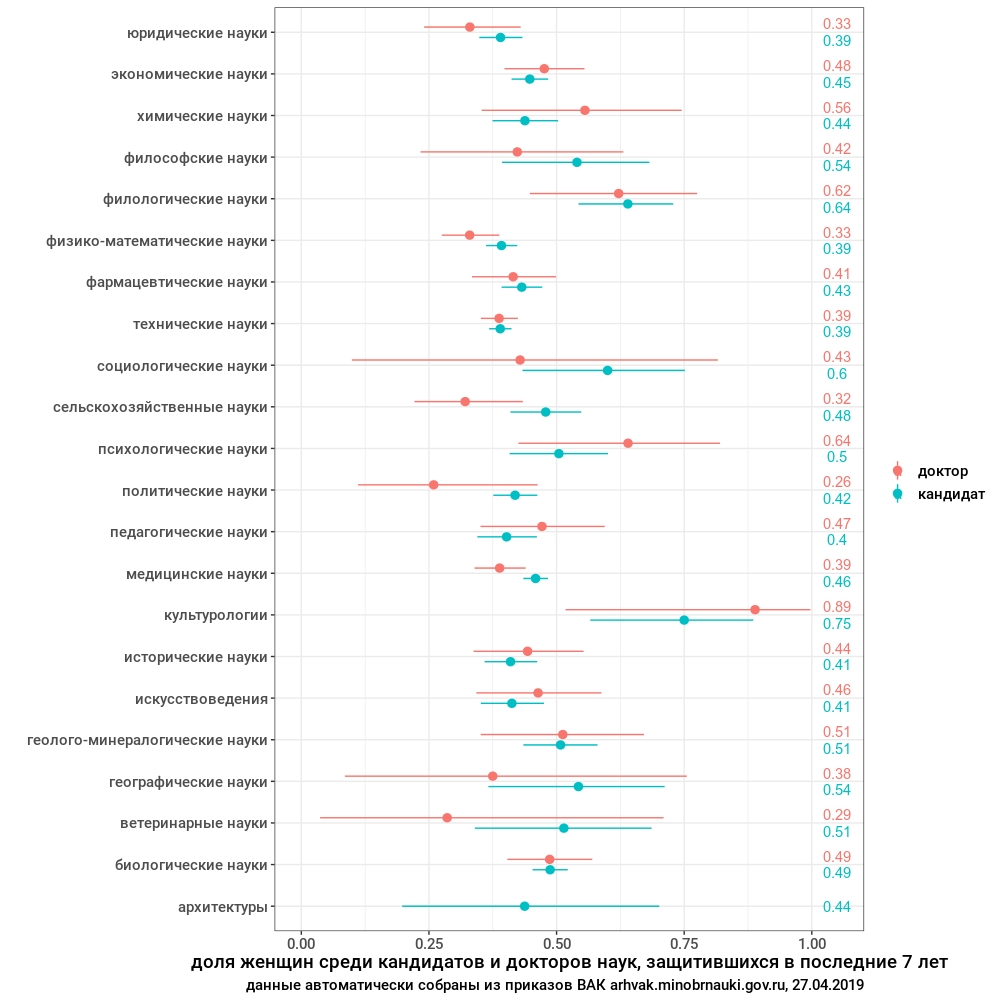 юридические науки 0.33
0.39
экономические науки 0.48
0.45
химические науки 0.56
0.44
философские науки 0.42
0.54
филологические науки 0.62
0.64
физико-математические науки 0.33
0.39
фармацевтические науки 0.41
0.43
технические науки 0.39
0.39
социологические науки 0.43
0.6
сельскохозяйственные науки 0.32
0.48
психологические науки 0.64
0.5
политические науки 0.26
0.42
педагогические науки 0.47
0.4
медицинские науки 0.39
0.46
культурологии 0.89
0.75
исторические науки 0.44
0.41
искусствоведения 0.46
0.41
геолого-минералогические науки 0.51
0.51
географические науки 0.38
0.54
ветеринарные науки 0.29
0.51
биологические науки 0.49
0.49
архитектуры 0.44
доктор
кандидат
0.00 0.25 0.50 0.75 1.00
доля женщин среди кандидатов и докторов наук, защитившихся в последние 7 лет
данные автоматически собраны из приказов ВАК arhvak.minobrnauki.gov.ru, 27.04.2019